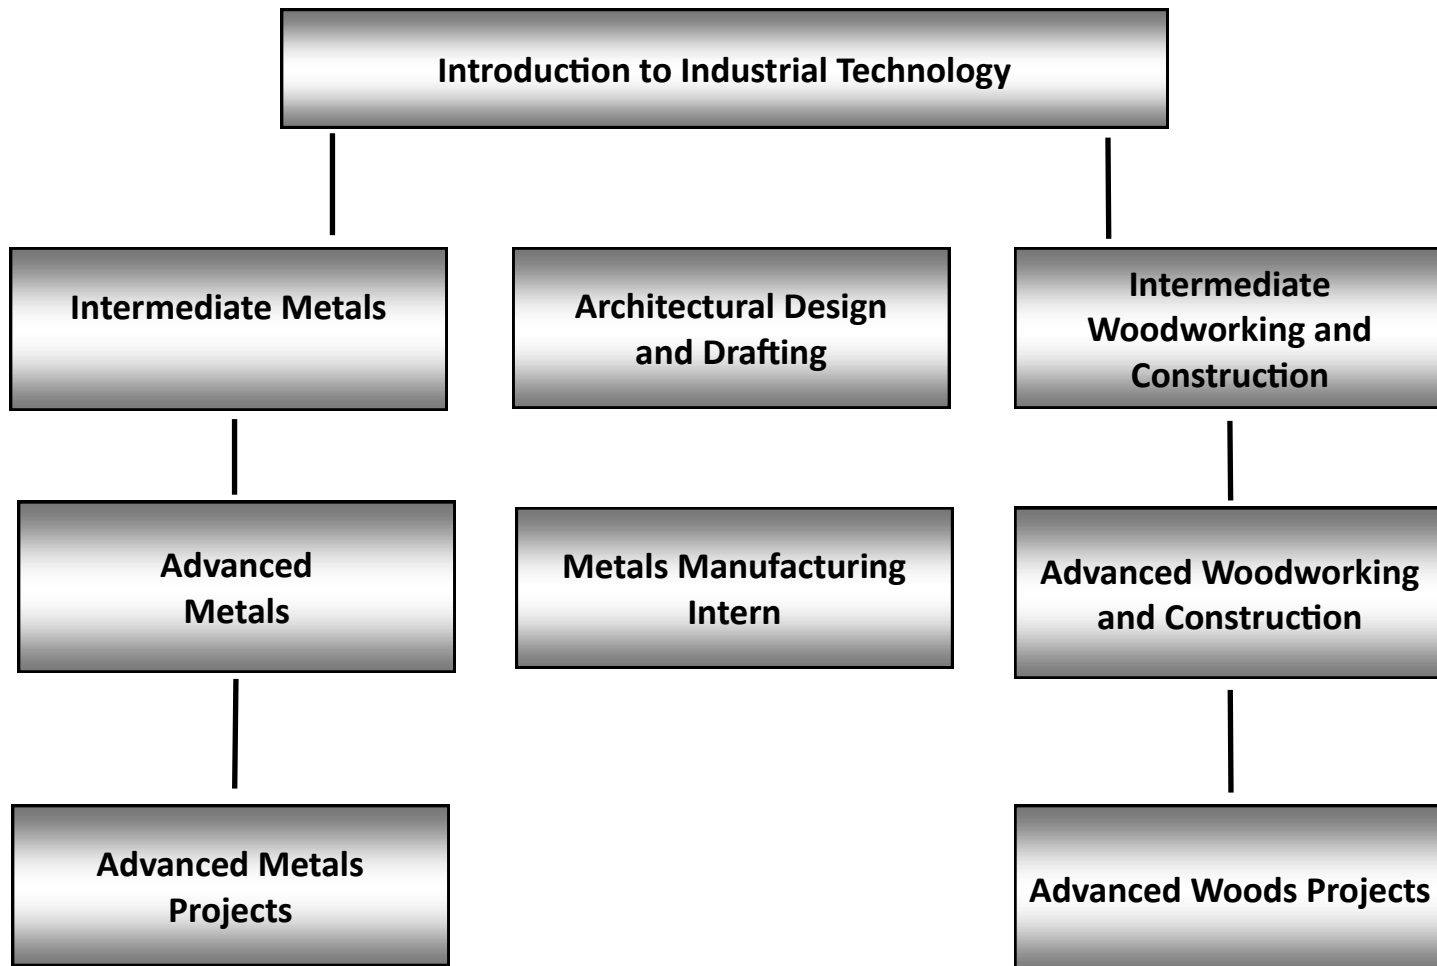 Introduction to Industrial Technology
Intermediate Metals
Architectural Design
and Drafting
Intermediate
Woodworking and
Construction
Advanced
Metals
Metals Manufacturing
Intern
Advanced Woodworking
and Construction
Advanced Metals
Projects
Advanced Woods Projects